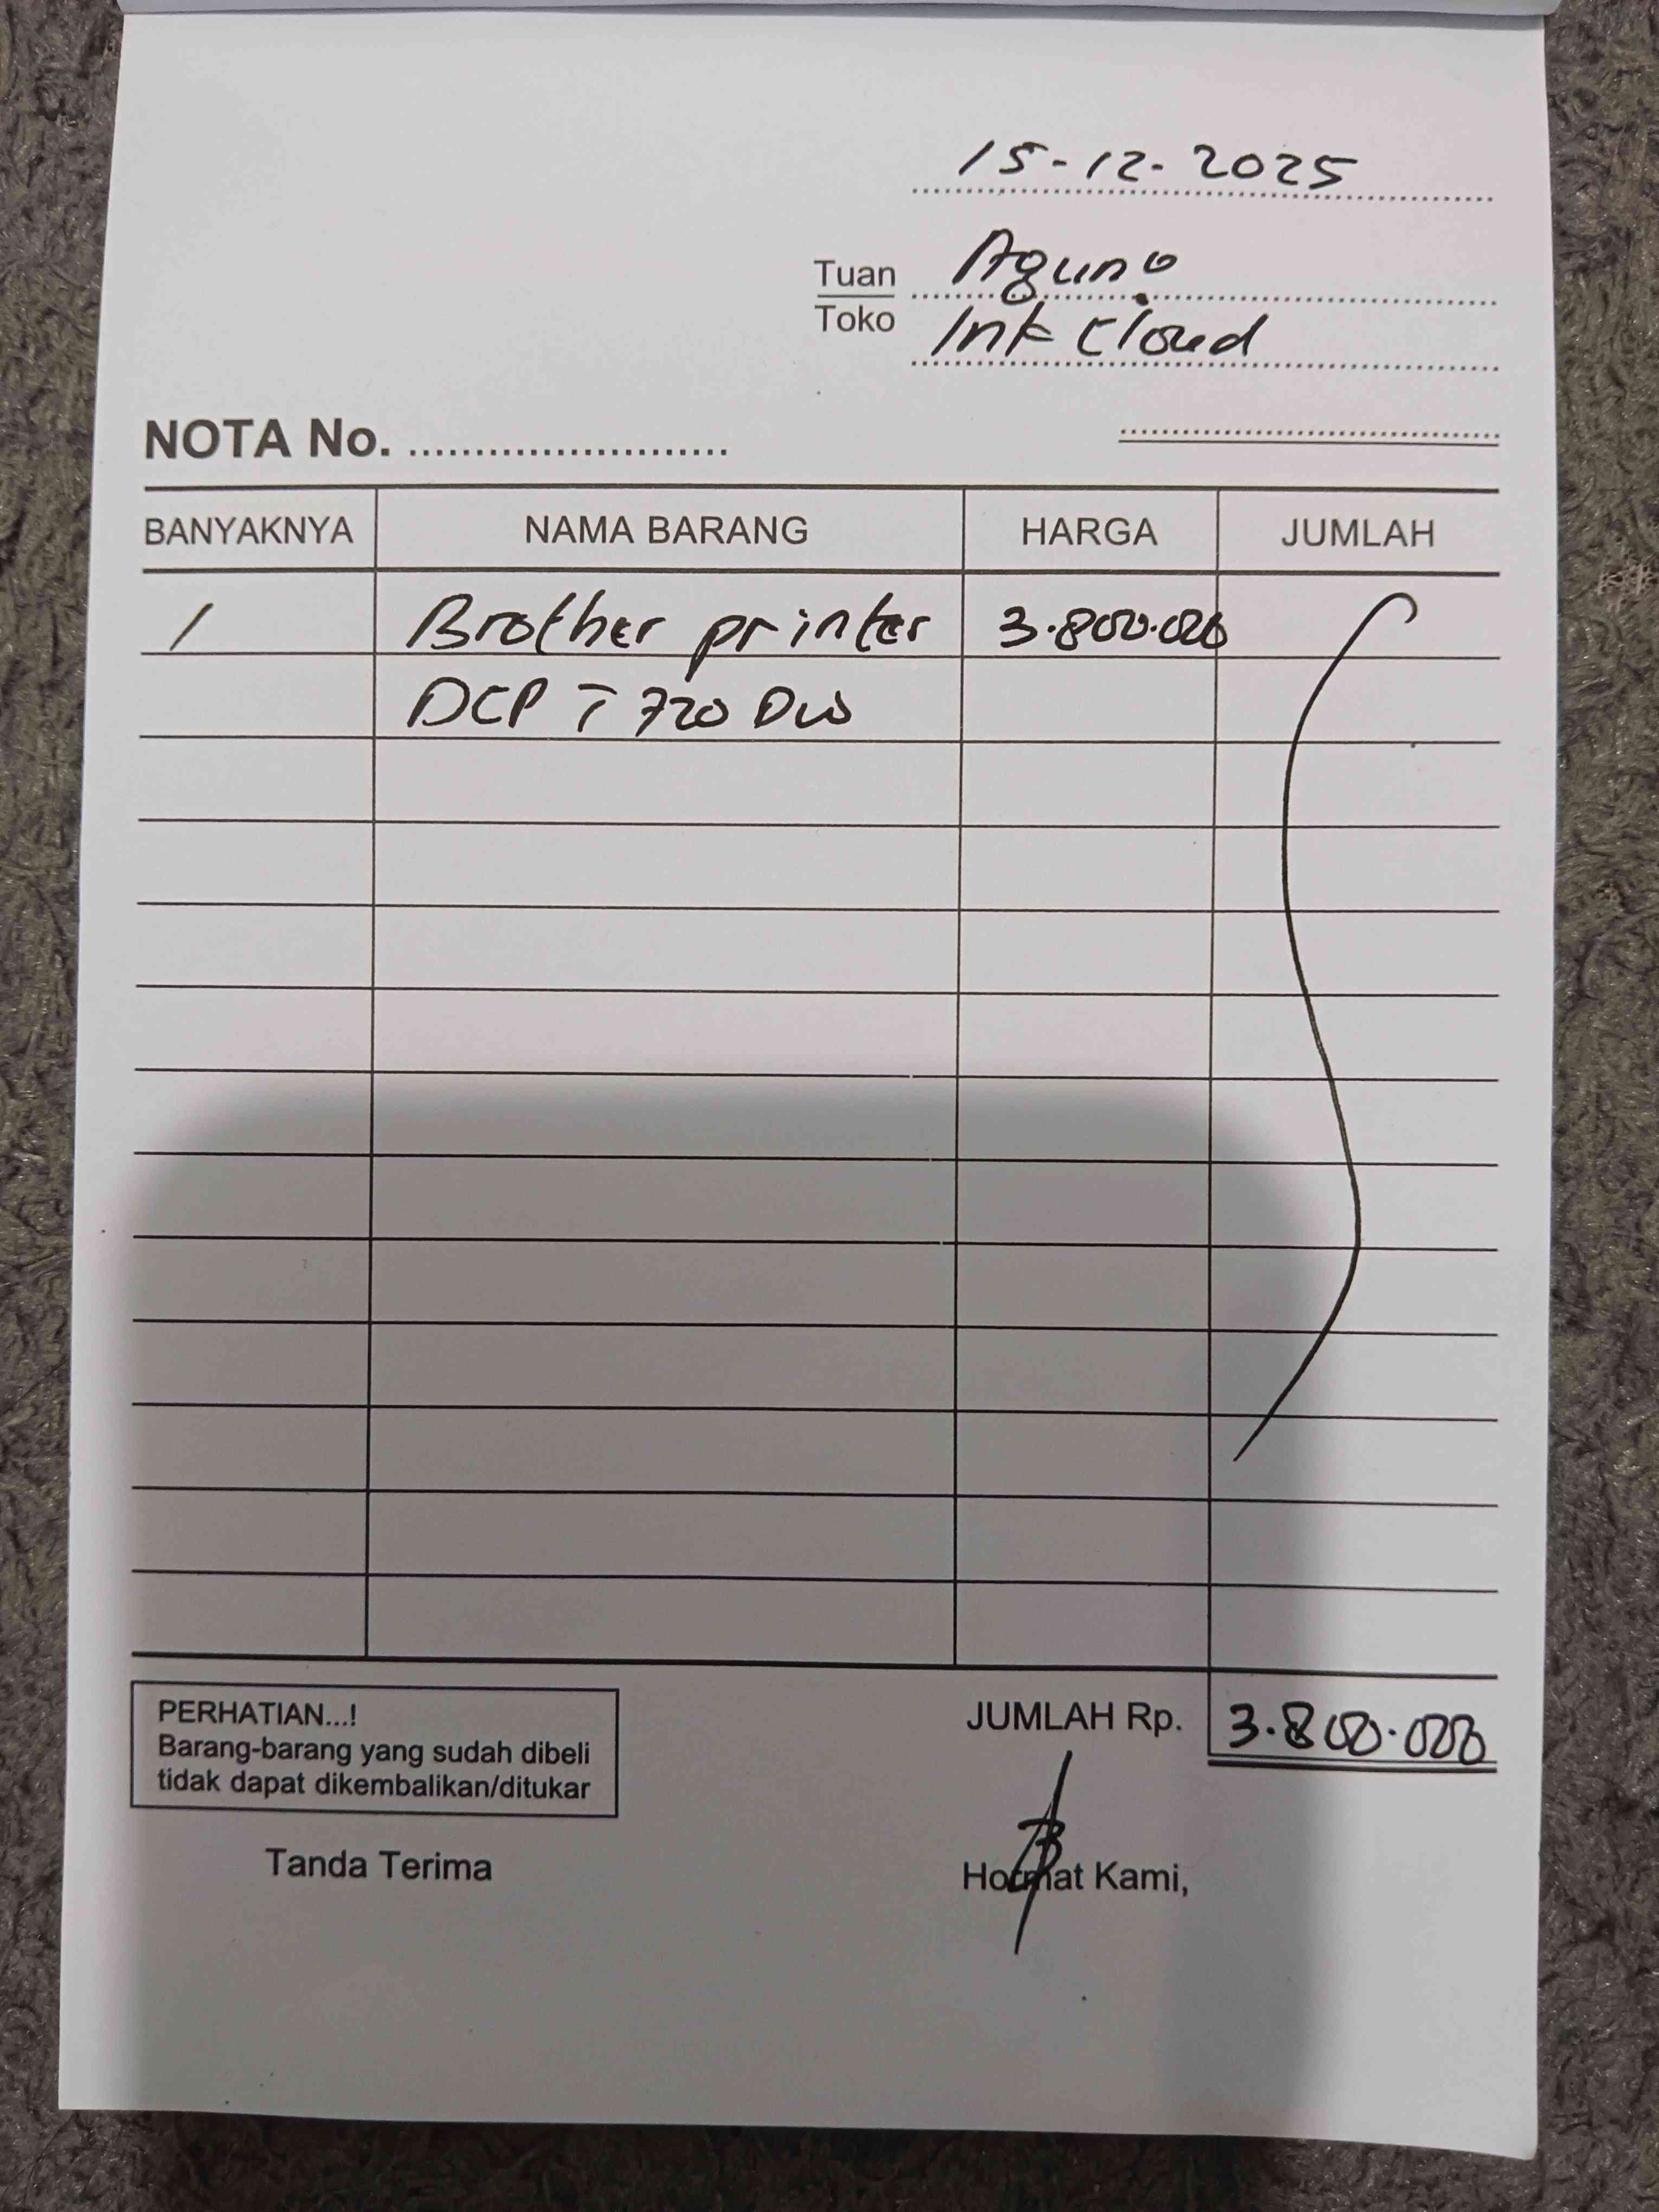 15-12-2025
Tuan Agung
Toko Ink Cloud
NOTA No. ........................
BANYAKNYA NAMA BARANG HARGA JUMLAH
1 Brother printer 3.800.000
DCP T 720 DW
JUMLAH Rp. 3.800.000
PERHATIAN...!
Barang-barang yang sudah dibeli
tidak dapat dikembalikan/ditukar
Tanda Terima Hormat Kami,